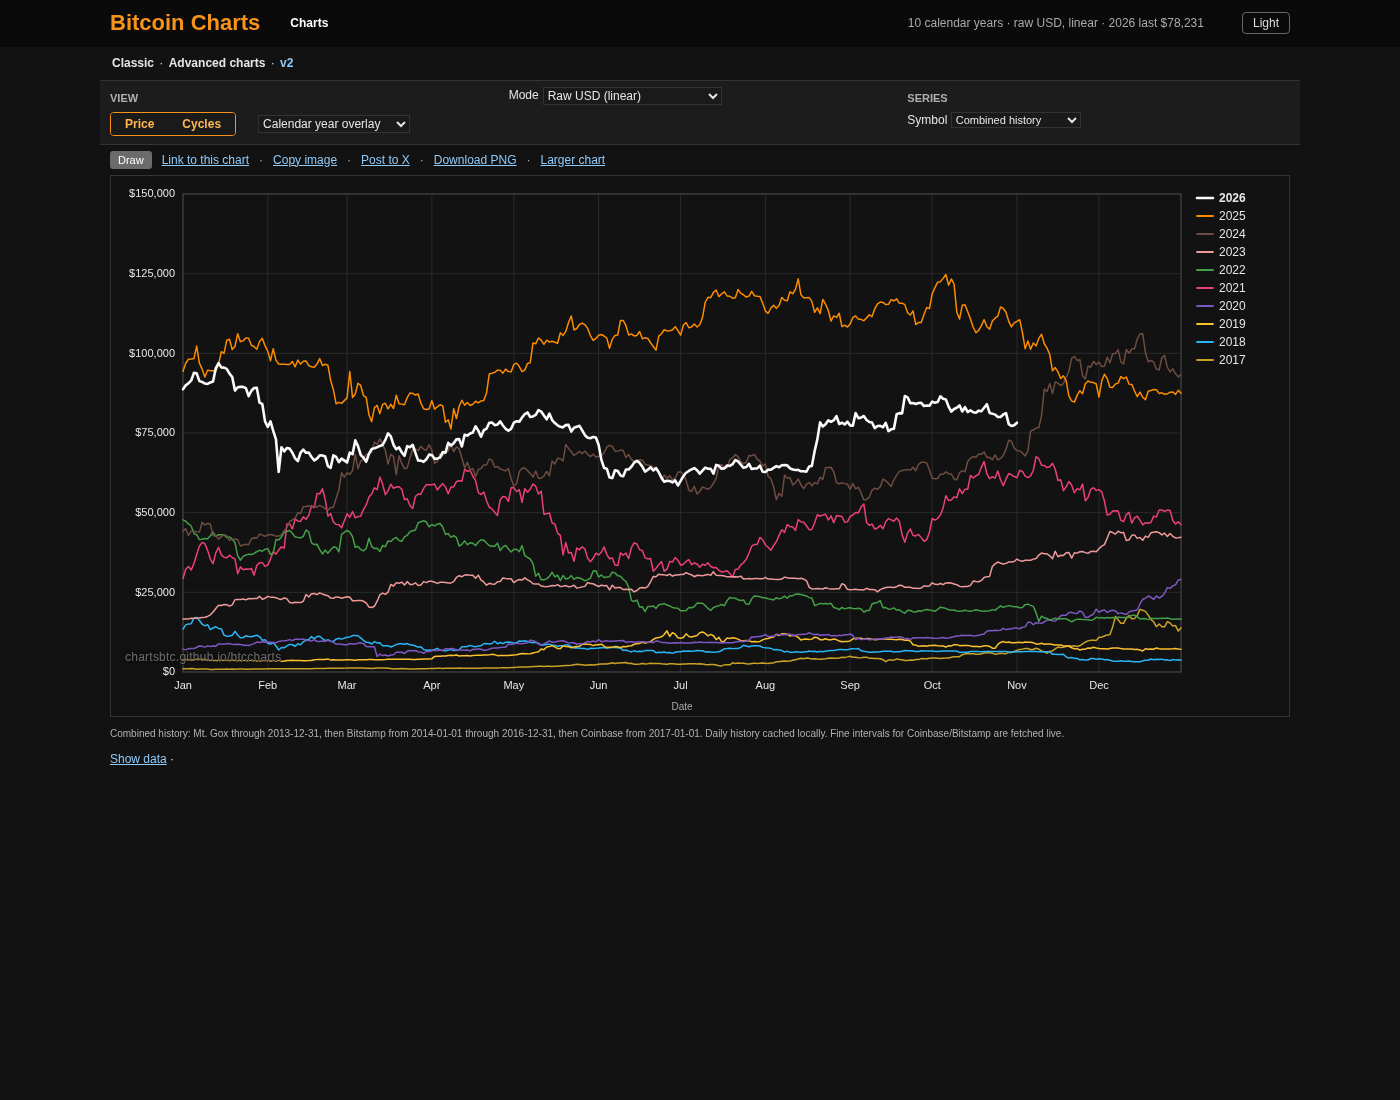 Bitcoin Charts Charts 10 calendar years · raw USD, linear · 2026 last $78,231 Light
Classic · Advanced charts · v2
VIEW Mode Raw USD (linear) SERIES
Price Cycles Calendar year overlay Symbol Combined history
Draw Link to this chart · Copy image · Post to X · Download PNG · Larger chart
$150,000
$125,000
$100,000
$75,000
$50,000
$25,000
$0
2026
2025
2024
2023
2022
2021
2020
2019
2018
2017
chartsbtc.github.io/btccharts
Jan Feb Mar Apr May Jun Jul Aug Sep Oct Nov Dec
Date
Combined history: Mt. Gox through 2013-12-31, then Bitstamp from 2014-01-01 through 2016-12-31, then Coinbase from 2017-01-01. Daily history cached locally. Fine intervals for Coinbase/Bitstamp are fetched live.
Show data ·